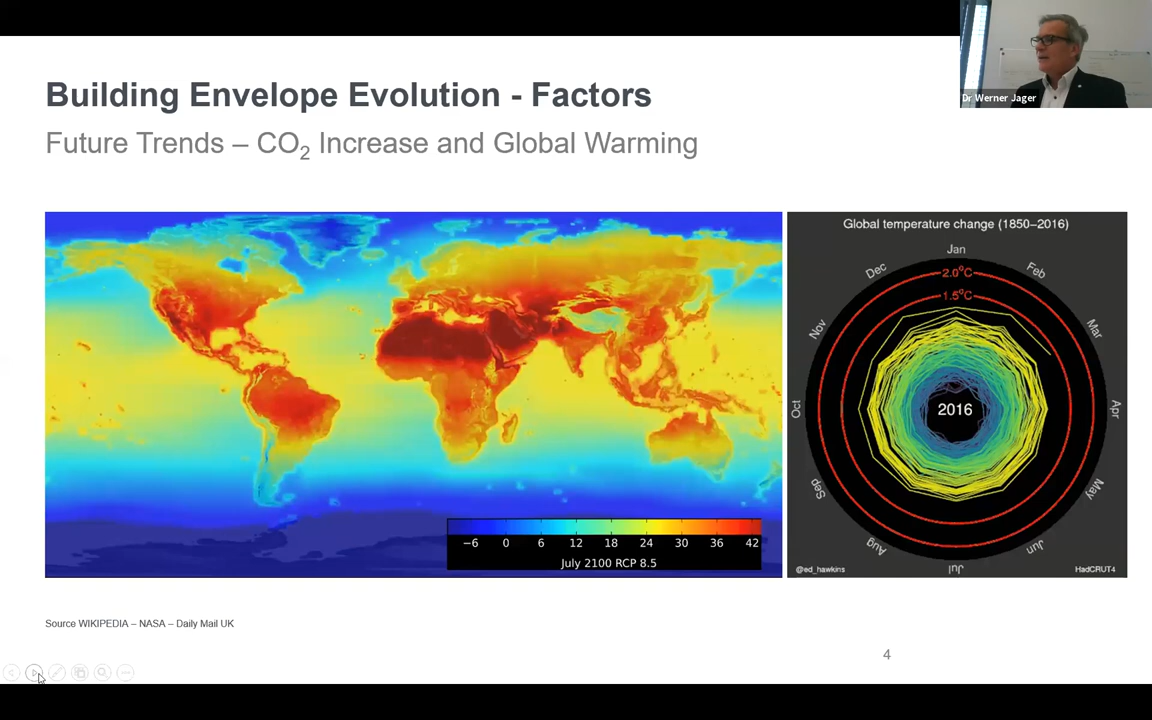 Building Envelope Evolution - Factors
Future Trends – CO₂ Increase and Global Warming
Dr Werner Jager
−6 0 6 12 18 24 30 36 42
July 2100 RCP 8.5
Global temperature change (1850–2016)
Jan
Feb
Mar
Apr
May
Jun
Jul
Aug
Sep
Oct
Nov
Dec
2.0°C
1.5°C
2016
@ed_hawkins
HadCRUT4
Source WIKIPEDIA – NASA – Daily Mail UK
4